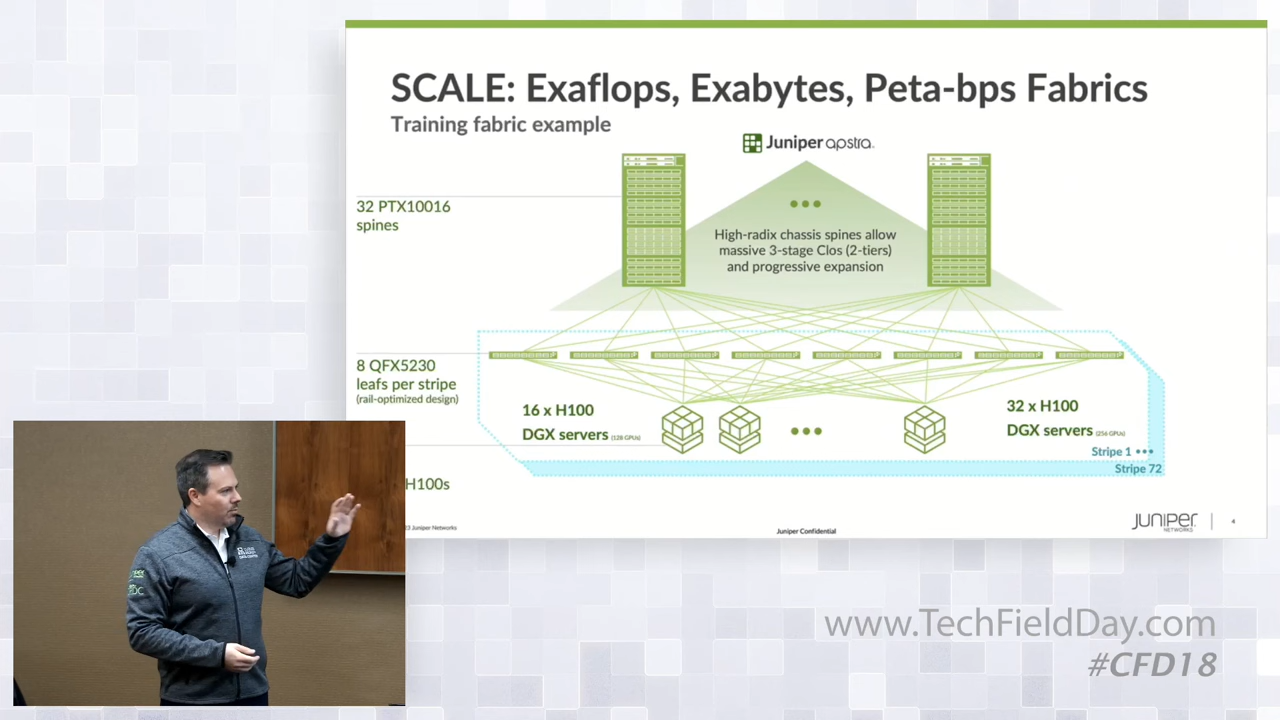 SCALE: Exaflops, Exabytes, Peta-bps Fabrics
Training fabric example
Juniper apstra
32 PTX10016
spines
•••
High-radix chassis spines allow
massive 3-stage Clos (2-tiers)
and progressive expansion
8 QFX5230
leafs per stripe
(rail-optimized design)
16 x H100
DGX servers (128 GPUs)
•••
32 x H100
DGX servers (256 GPUs)
Stripe 1 •••
Stripe 72
H100s
23 Juniper Networks
Juniper Confidential
JUNIPER
NETWORKS
4
www.TechFieldDay.com
#CFD18